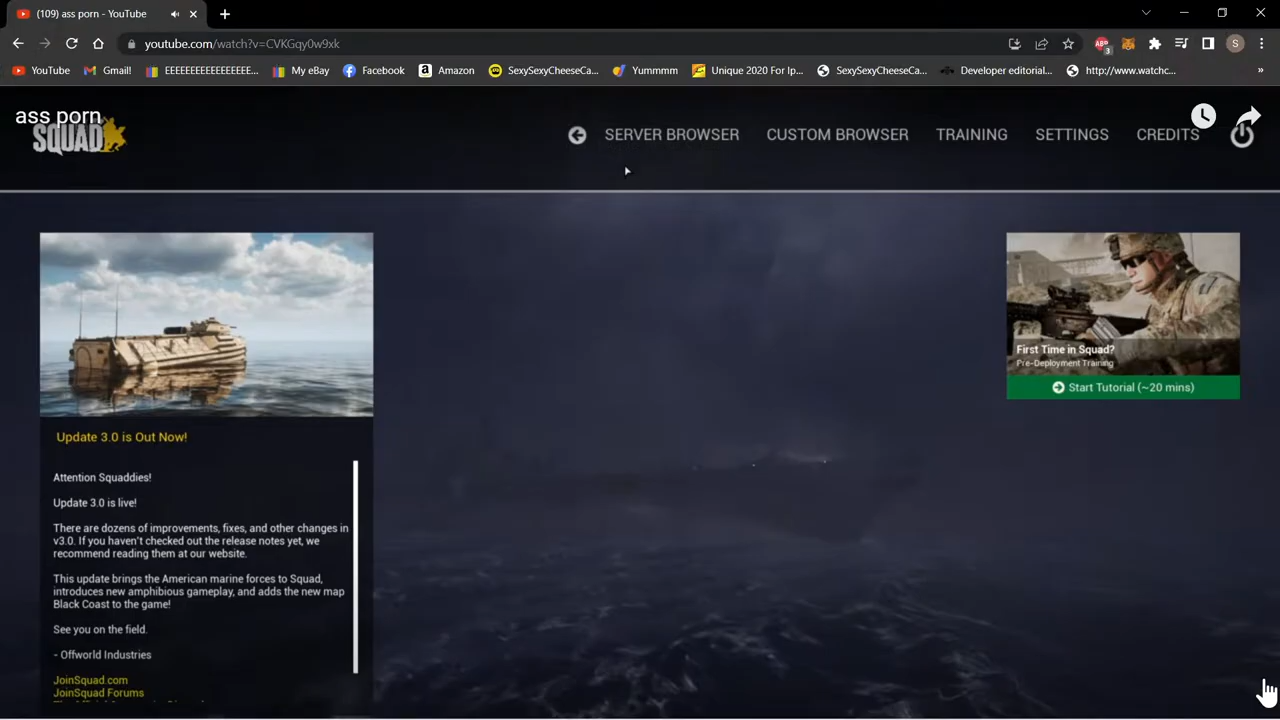 (109) ass porn - YouTube
youtube.com/watch?v=CVKGqy0w9xk
YouTube
Gmail!
EEEEEEEEEEEEEEEE...
My eBay
Facebook
Amazon
SexySexyCheeseCa...
Yummmm
Unique 2020 For Ip...
SexySexyCheeseCa...
Developer editorial...
http://www.watchc...
»
ABP
3
S
ass porn
SQUAD
SERVER BROWSER
CUSTOM BROWSER
TRAINING
SETTINGS
CREDITS
Update 3.0 is Out Now!
Attention Squaddies!
Update 3.0 is live!
There are dozens of improvements, fixes, and other changes in
v3.0. If you haven't checked out the release notes yet, we
recommend reading them at our website.
This update brings the American marine forces to Squad,
introduces new amphibious gameplay, and adds the new map
Black Coast to the game!
See you on the field.
- Offworld Industries
JoinSquad.com
JoinSquad Forums
First Time in Squad?
Pre-Deployment Training
Start Tutorial (~20 mins)